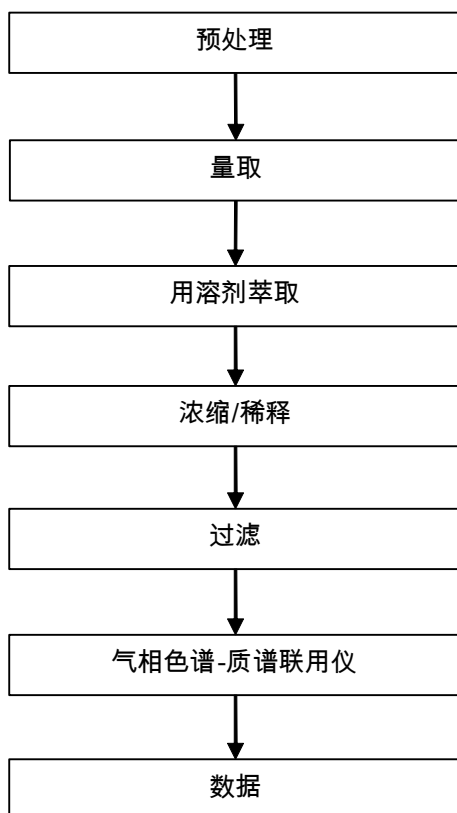 预处理
量取
用溶剂萃取
浓缩/稀释
过滤
气相色谱-质谱联用仪
数据